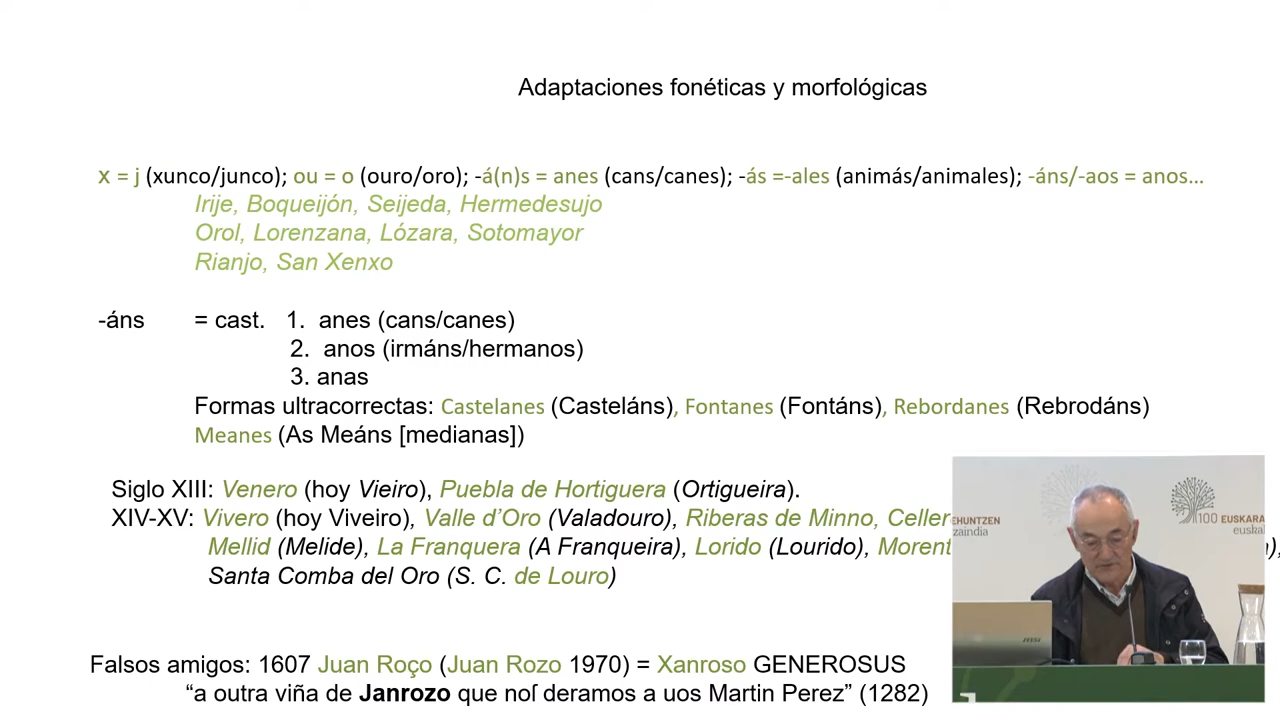 Adaptaciones fonéticas y morfológicas
x = j (xunco/junco); ou = o (ouro/oro); -á(n)s = anes (cans/canes); -ás =-ales (animás/animales); -áns/-aos = anos…
Irije, Boqueijón, Seijeda, Hermedesujo
Orol, Lorenzana, Lózara, Sotomayor
Rianjo, San Xenxo
-áns = cast. 1. anes (cans/canes)
2. anos (irmáns/hermanos)
3. anas
Formas ultracorrectas: Castelanes (Casteláns), Fontanes (Fontáns), Rebordanes (Rebrodáns)
Meanes (As Meáns [medianas])
Siglo XIII: Venero (hoy Vieiro), Puebla de Hortiguera (Ortigueira).
XIV-XV: Vivero (hoy Viveiro), Valle d’Oro (Valadouro), Riberas de Minno,
Mellid (Melide), La Franquera (A Franqueira), Lorido (Lourido),
Santa Comba del Oro (S. C. de Louro)
EHUNTZEN
zaindia
100 EUSKARA
euskal
msi
Falsos amigos: 1607 Juan Roço (Juan Rozo 1970) = Xanroso GENEROSUS
“a outra viña de Janrozo que noſ deramos a uos Martin Perez” (1282)